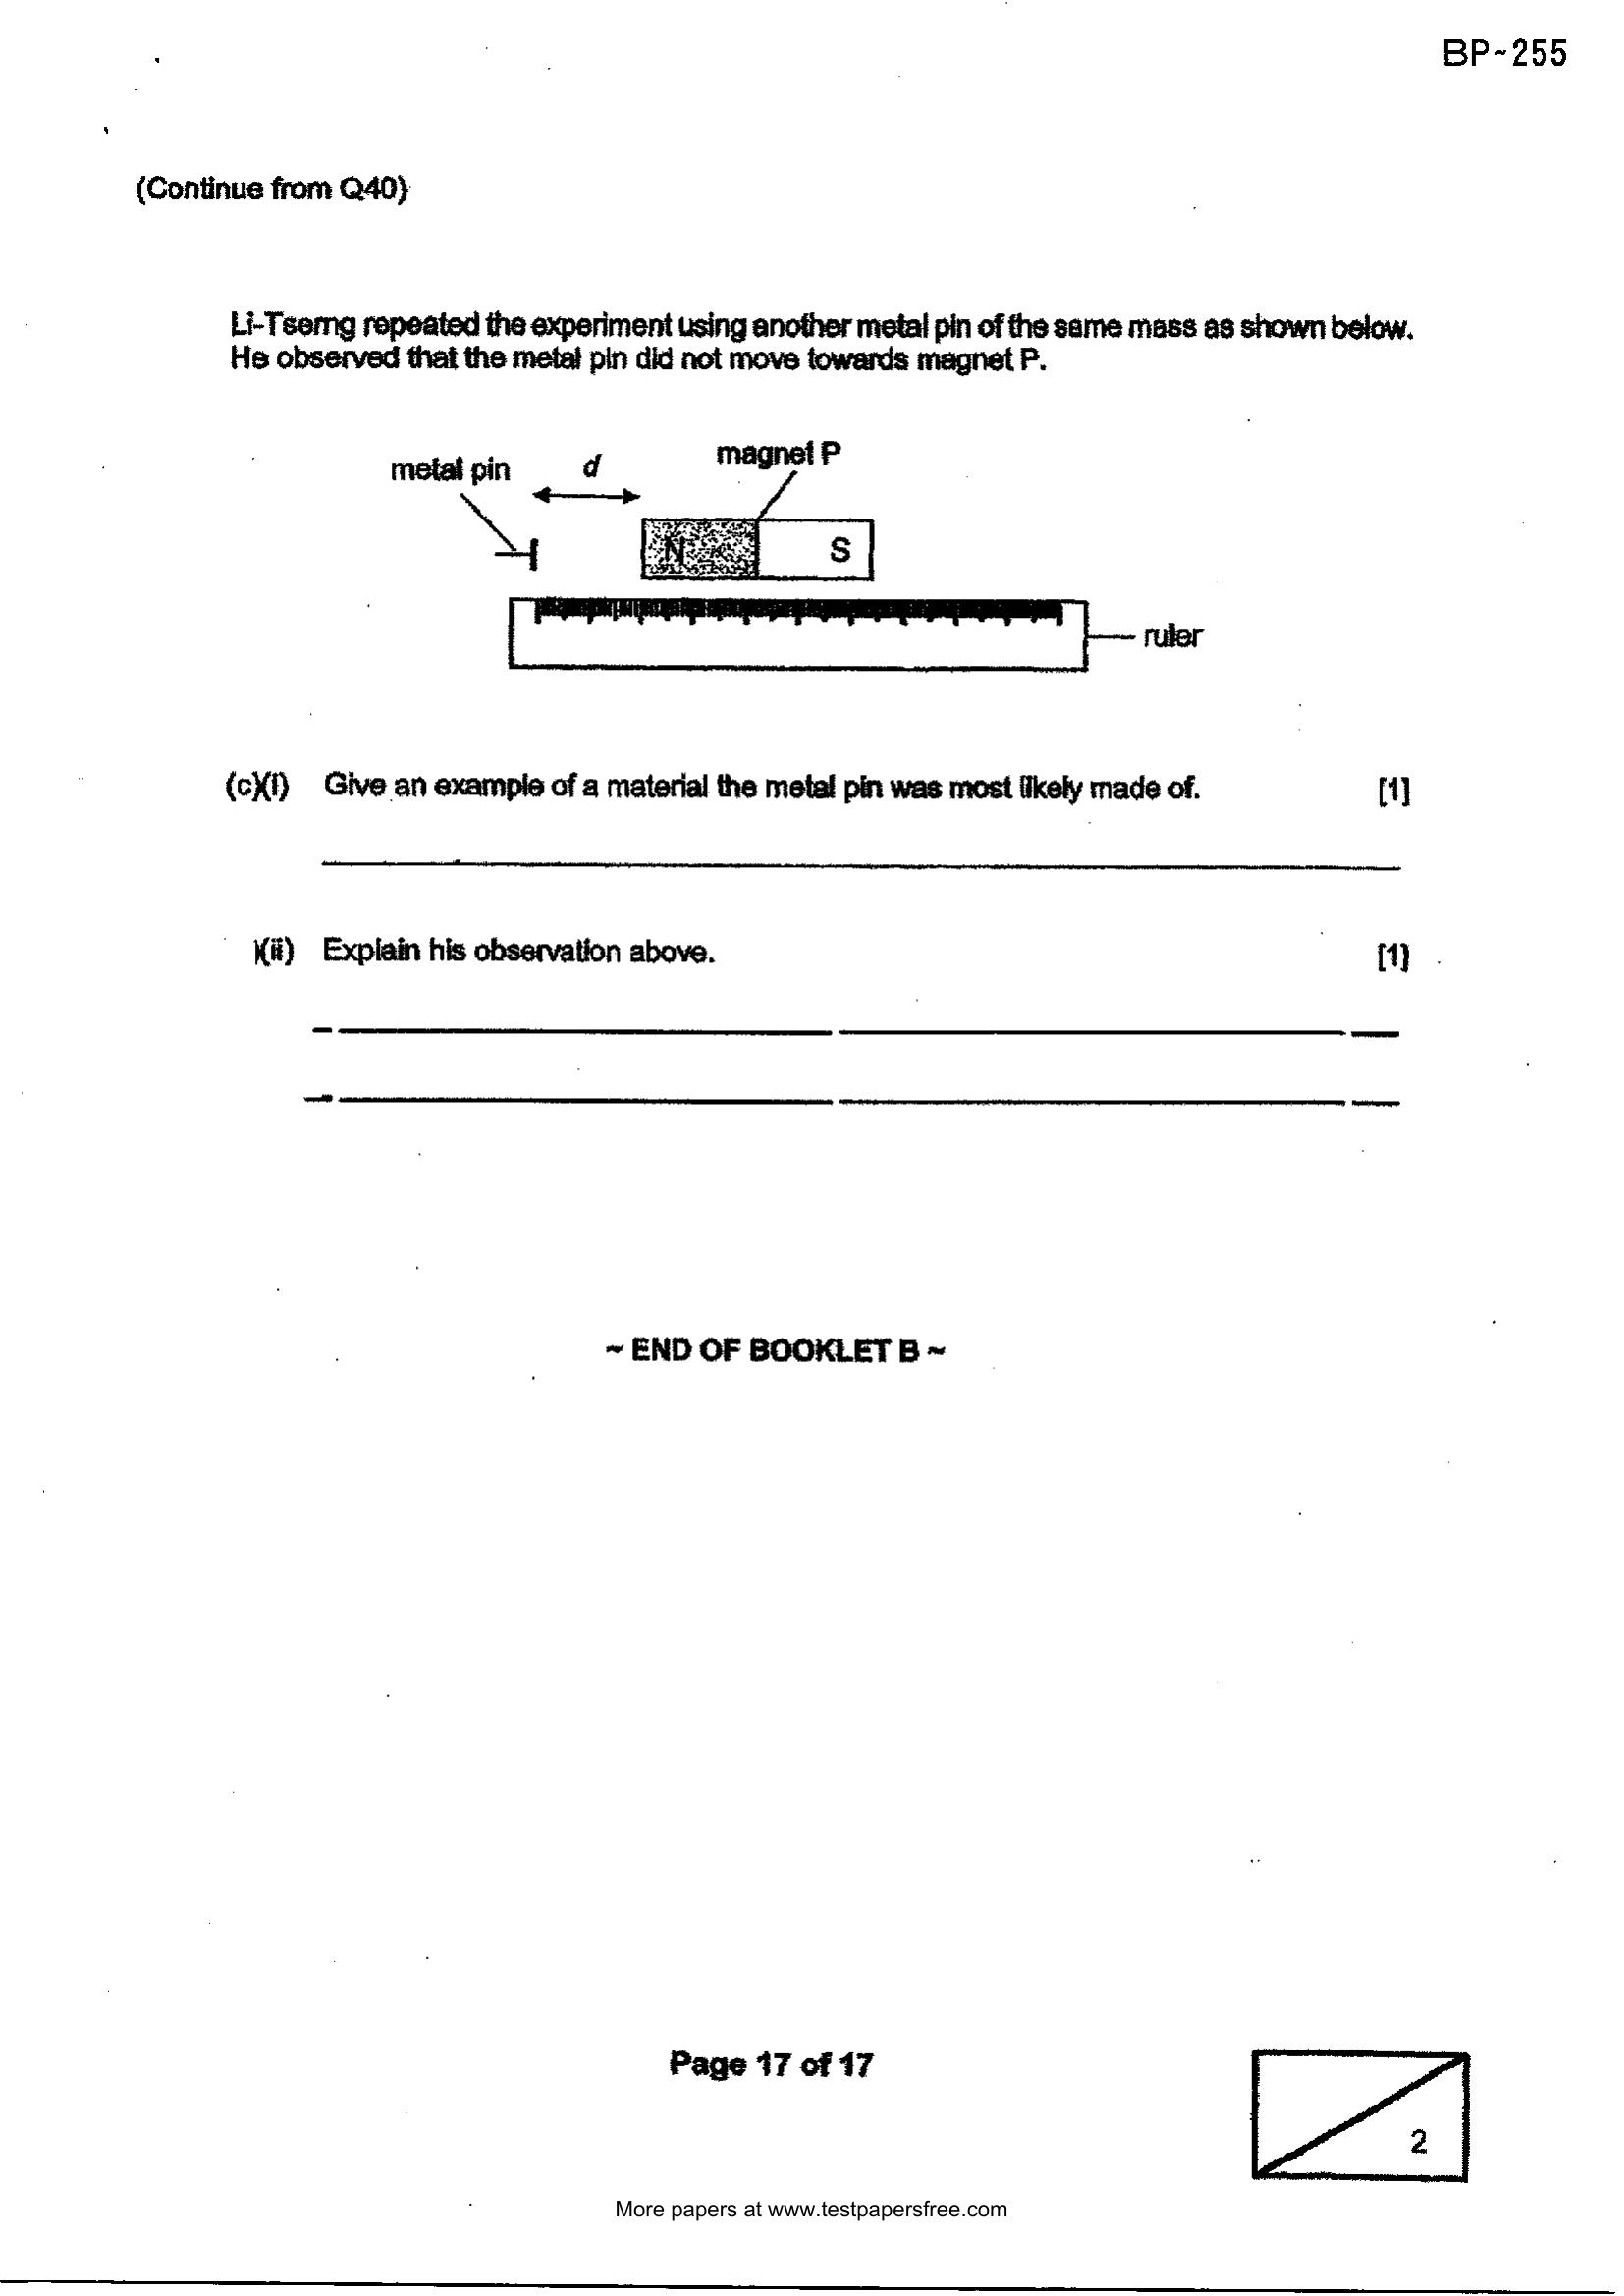 BP-255
(Continue from Q40)
Li-Tserng repeated the experiment using another metal pin of the same mass as shown below.
He observed that the metal pin did not move towards magnet P.
metal pin
d
magnet P
N
S
ruler
(c)(i) Give an example of a material the metal pin was most likely made of. [1]
)(ii) Explain his observation above. [1]
~ END OF BOOKLET B ~
Page 17 of 17
2
More papers at www.testpapersfree.com